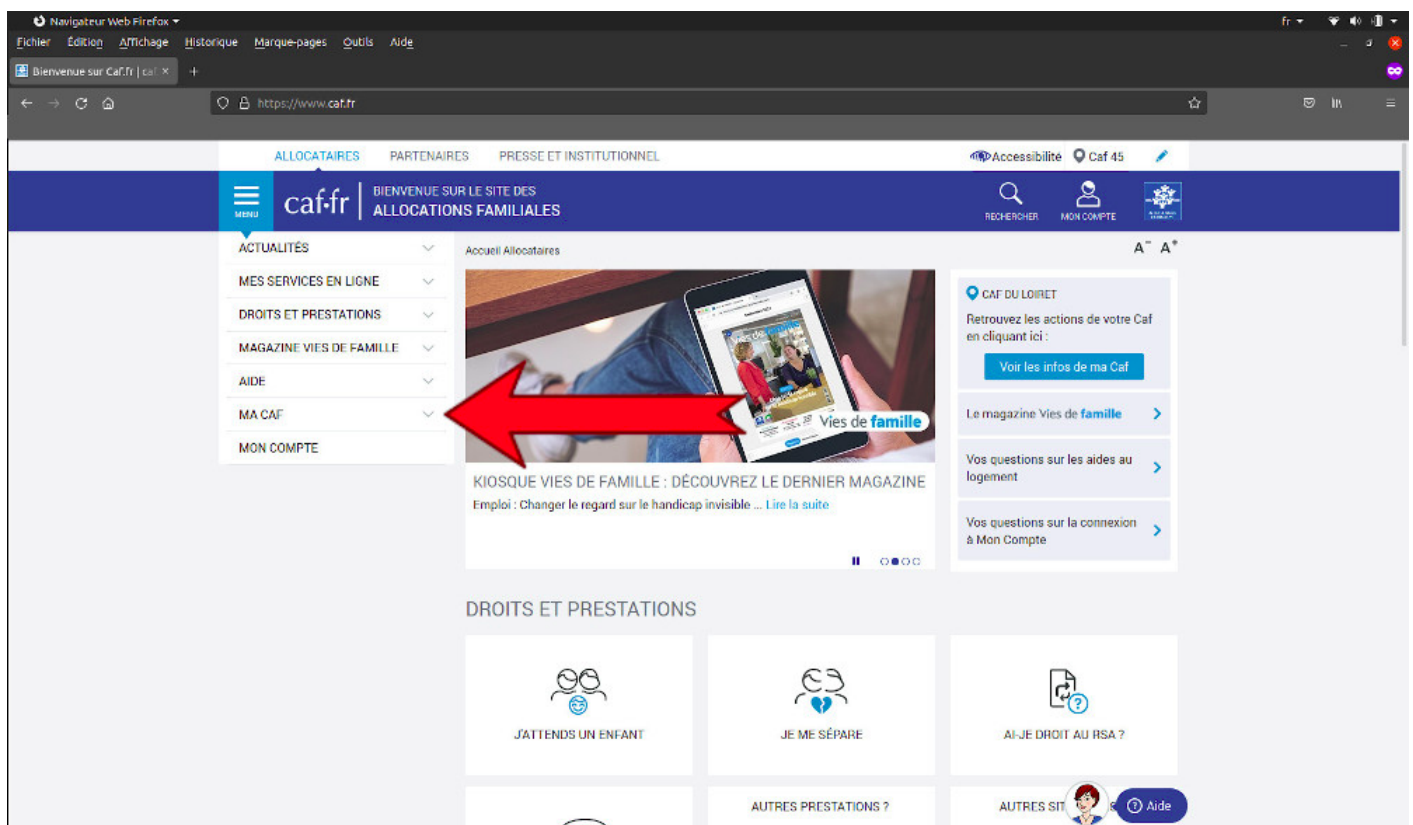 Navigateur Web Firefox
fr
Fichier Édition Affichage Historique Marque-pages Outils Aide
Bienvenue sur Caf.fr | caf
https://www.caf.fr
ALLOCATAIRES PARTENAIRES PRESSE ET INSTITUTIONNEL Accessibilité Caf 45
MENU
caf.fr
BIENVENUE SUR LE SITE DES
ALLOCATIONS FAMILIALES
RECHERCHER MON COMPTE
ACTUALITÉS
MES SERVICES EN LIGNE
DROITS ET PRESTATIONS
MAGAZINE VIES DE FAMILLE
AIDE
MA CAF
MON COMPTE
Accueil Allocataires
A- A+
Vies de famille
Vies de famille
KIOSQUE VIES DE FAMILLE : DÉCOUVREZ LE DERNIER MAGAZINE
Emploi : Changer le regard sur le handicap invisible ... Lire la suite
CAF DU LOIRET
Retrouvez les actions de votre Caf
en cliquant ici :
Voir les infos de ma Caf
Le magazine Vies de famille
Vos questions sur les aides au
logement
Vos questions sur la connexion
à Mon Compte
DROITS ET PRESTATIONS
J'ATTENDS UN ENFANT
JE ME SÉPARE
AI-JE DROIT AU RSA ?
AUTRES PRESTATIONS ?
AUTRES
Aide